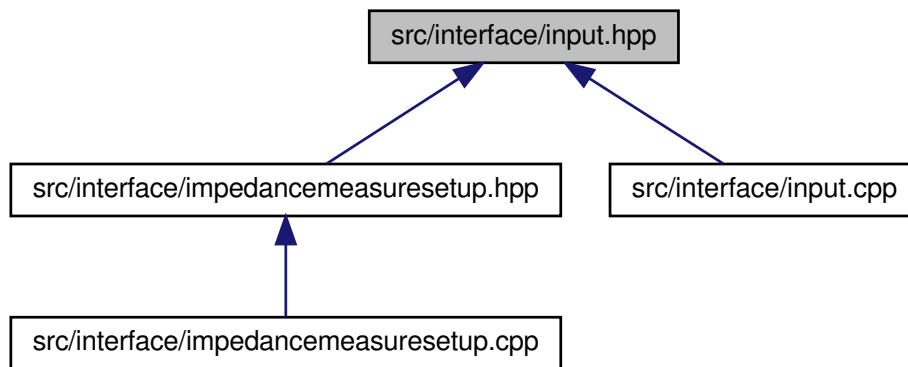 src/interface/input.hpp
src/interface/impedancemeasuresetup.hpp
src/interface/input.cpp
src/interface/impedancemeasuresetup.cpp